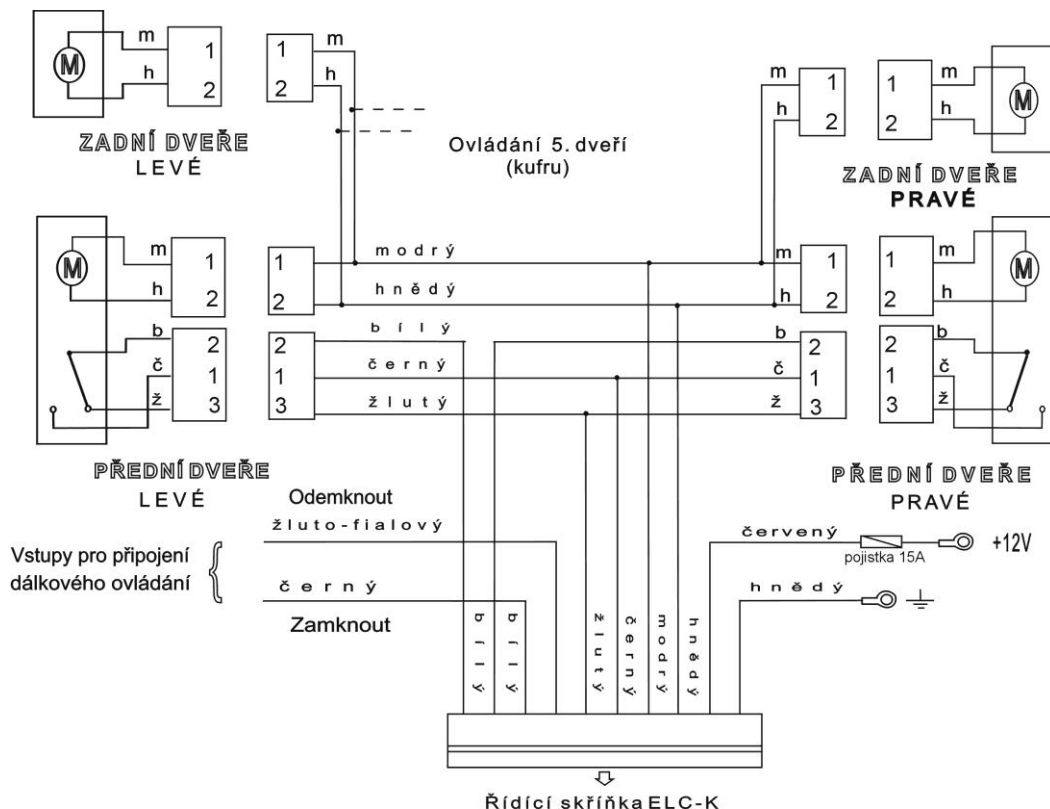 M
m
h
1
2
ZADNÍ DVEŘE
LEVÉ
1
2
m
h
Ovládání 5. dveří
(kufru)
m
h
1
2
1
2
m
h
M
ZADNÍ DVEŘE
PRAVÉ
M
m
h
1
2
b
č
ž
2
1
3
PŘEDNÍ DVEŘE
LEVÉ
1
2
modrý
hnědý
m
h
1
2
2
1
3
bílý
černý
žlutý
b
č
ž
2
1
3
1
2
m
h
M
2
1
3
b
č
ž
PŘEDNÍ DVEŘE
PRAVÉ
Vstupy pro připojení
dálkového ovládání
Odemknout
žluto-fialový
černý
Zamknout
červený
pojistka 15A
+12V
hnědý
bílý
bílý
žlutý
černý
modrý
hnědý
Řídící skříňka ELC-K